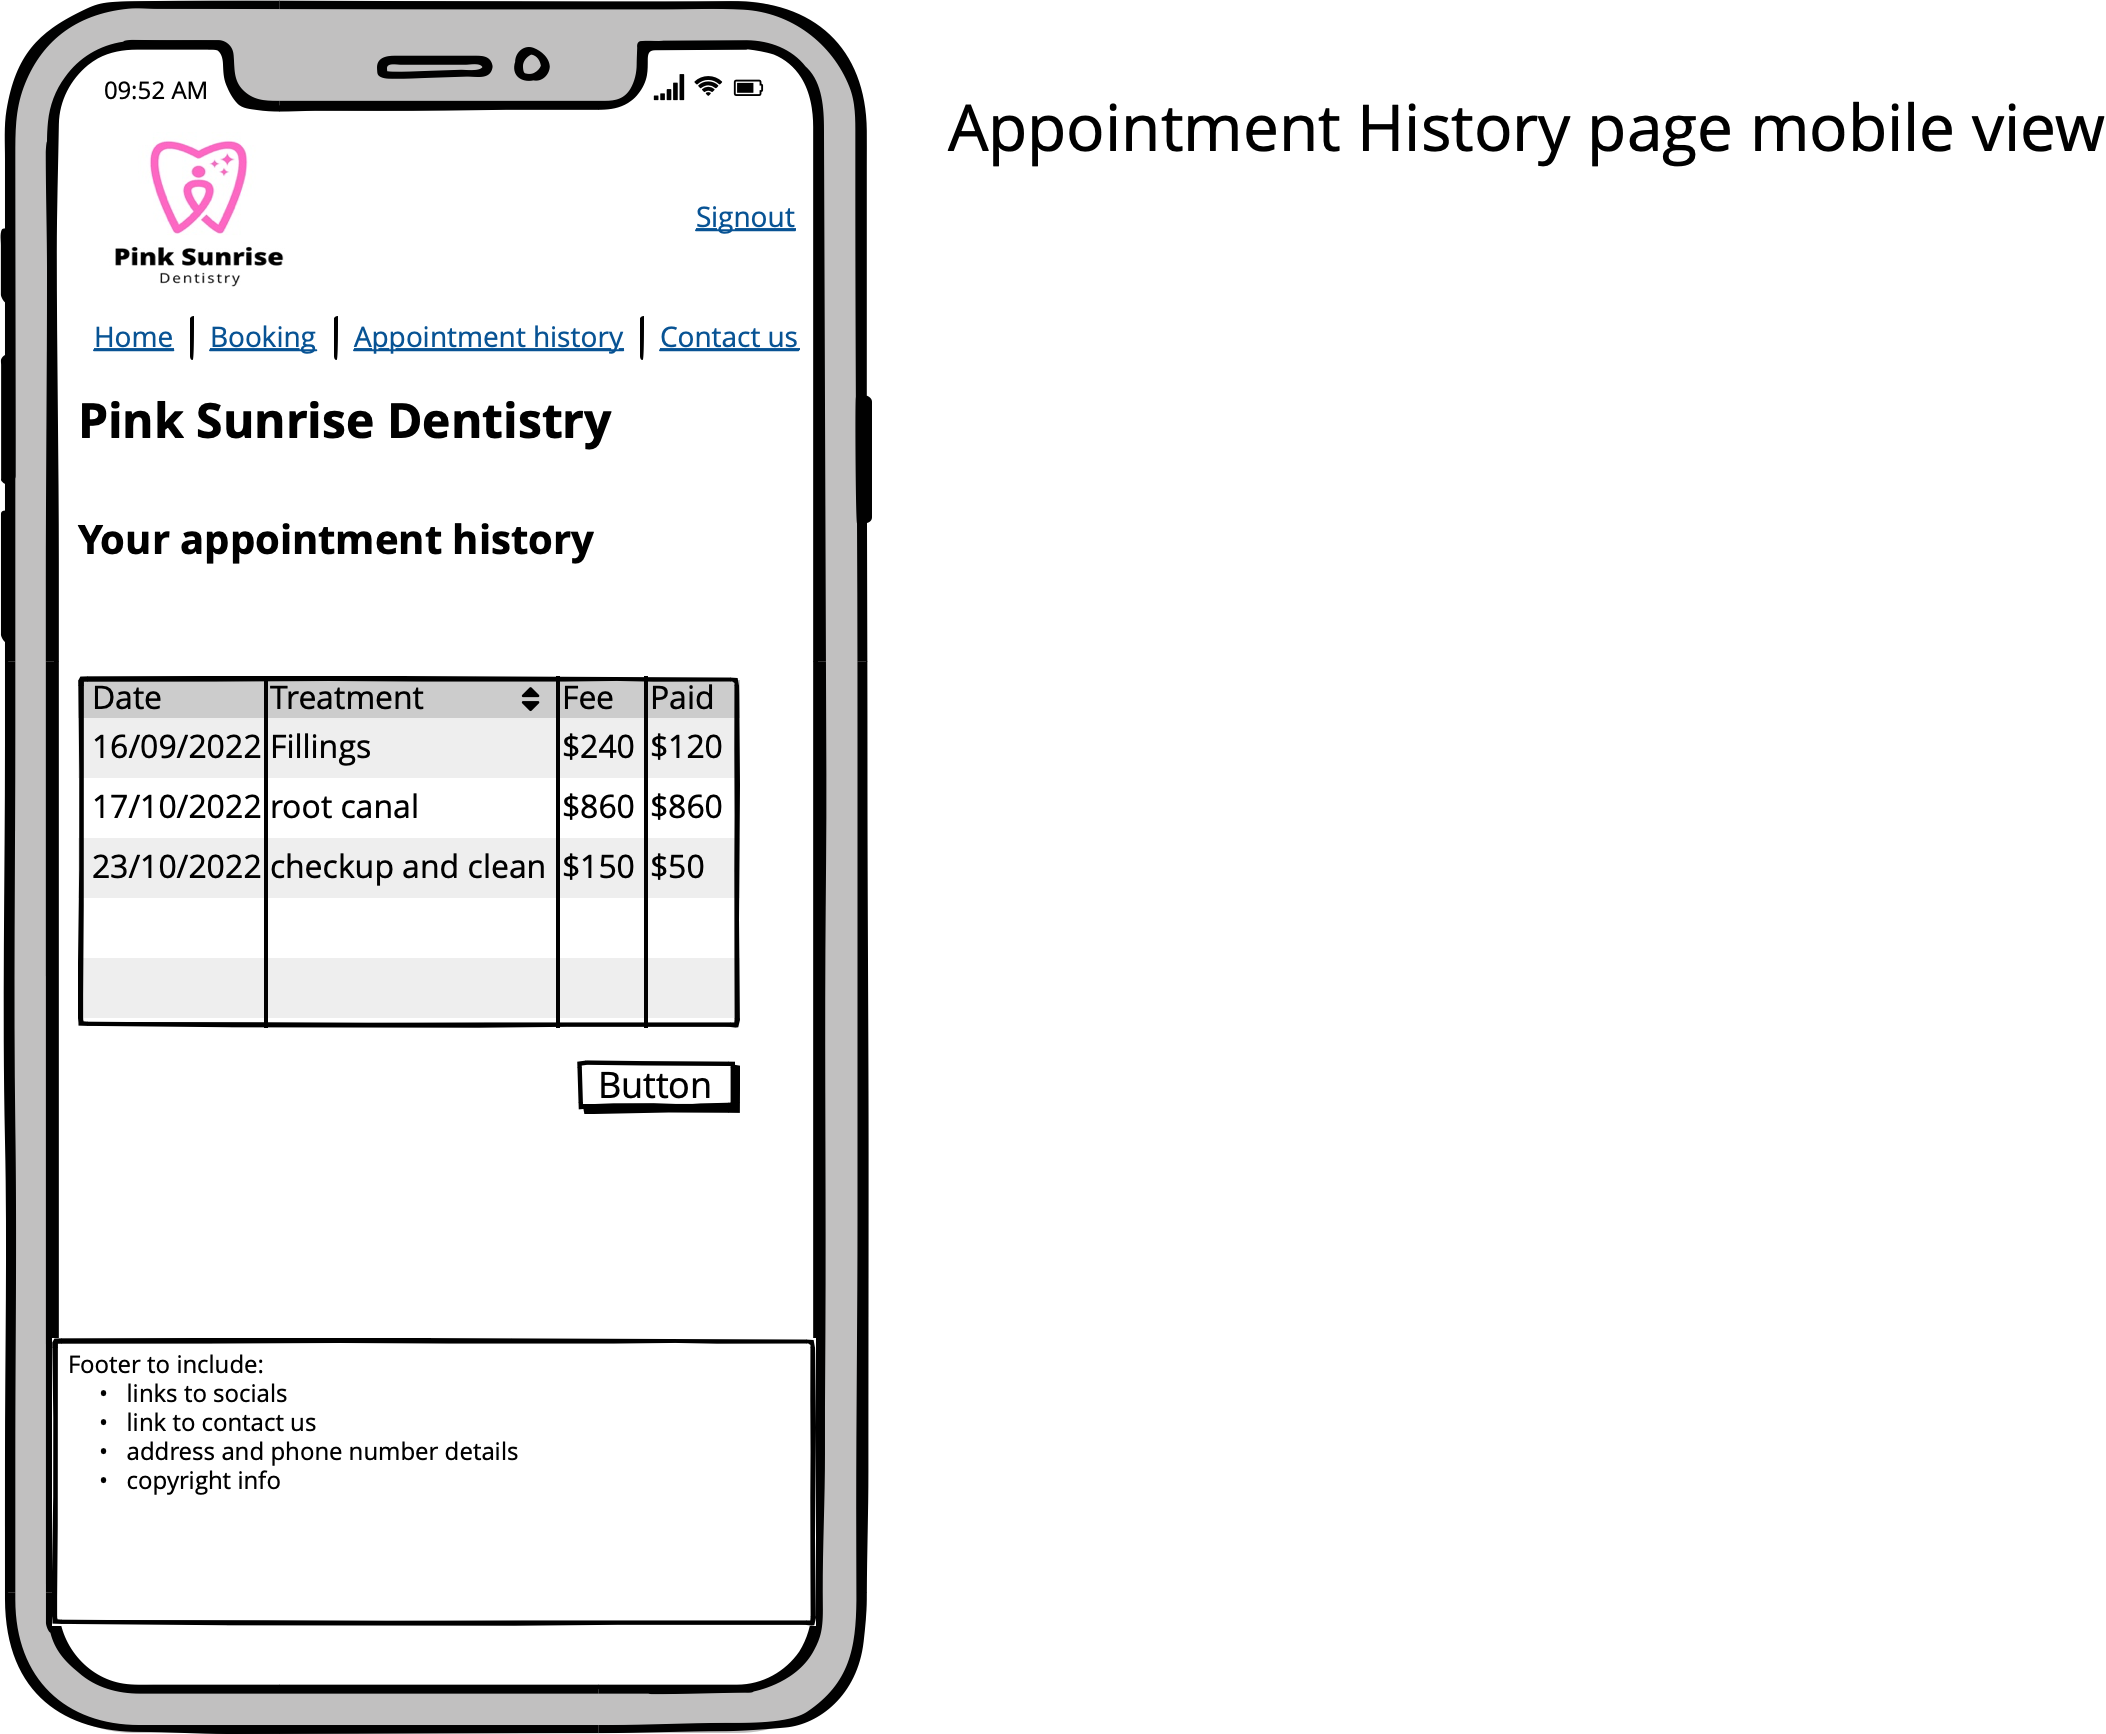 09:52 AM
Appointment History page mobile view
Pink Sunrise
Dentistry
Signout
Home Booking Appointment history Contact us
Pink Sunrise Dentistry
Your appointment history
Date Treatment Fee Paid
16/09/2022 Fillings $240 $120
17/10/2022 root canal $860 $860
23/10/2022 checkup and clean $150 $50
Button
Footer to include:
• links to socials
• link to contact us
• address and phone number details
• copyright info